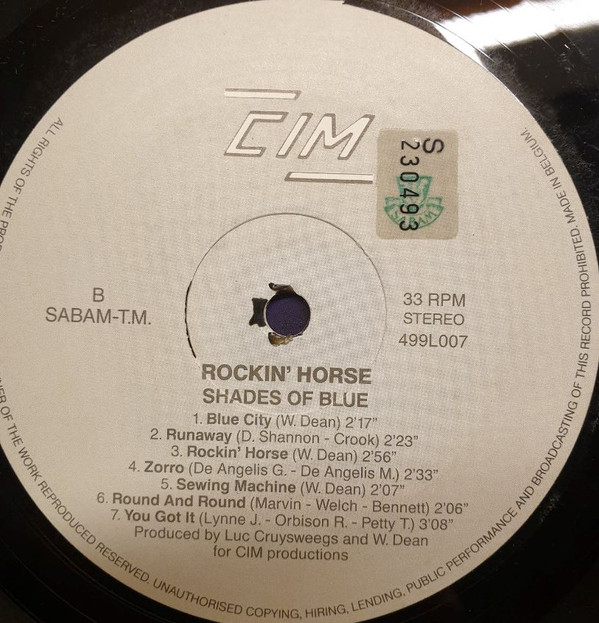 CIM
S
230493
SABAM
B
SABAM-T.M.
33 RPM
STEREO
499L007
ROCKIN' HORSE
SHADES OF BLUE
1. Blue City (W. Dean) 2'17"
2. Runaway (D. Shannon - Crook) 2'23"
3. Rockin' Horse (W. Dean) 2'56"
4. Zorro (De Angelis G. - De Angelis M.) 2'33"
5. Sewing Machine (W. Dean) 2'07"
6. Round And Round (Marvin - Welch - Bennett) 2'06"
7. You Got It (Lynne J. - Orbison R. - Petty T.) 3'08"
Produced by Luc Cruysweegs and W. Dean
for CIM productions
ALL RIGHTS OF THE
OF THE WORK REPRODUCED RESERVED. UNAUTHORISED COPYING, HIRING, LENDING, PUBLIC PERFORMANCE AND BROADCASTING OF THIS RECORD PROHIBITED. MADE IN BELGIUM